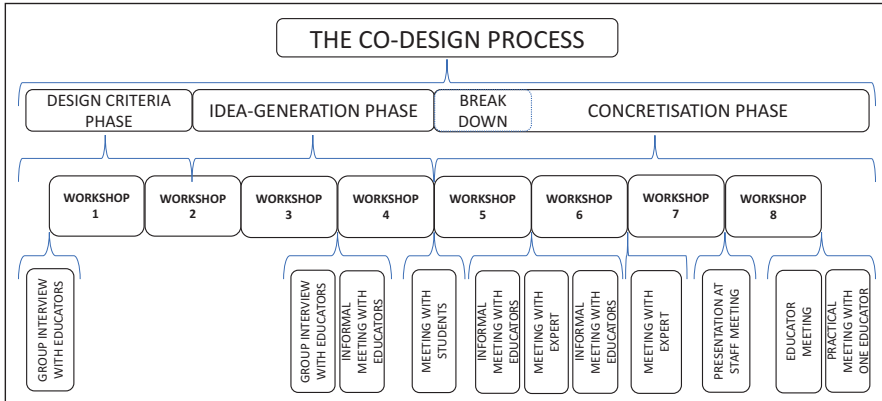 THE CO-DESIGN PROCESS
DESIGN CRITERIA
PHASE
IDEA-GENERATION PHASE
BREAK
DOWN
CONCRETISATION PHASE
WORKSHOP
1
WORKSHOP
2
WORKSHOP
3
WORKSHOP
4
WORKSHOP
5
WORKSHOP
6
WORKSHOP
7
WORKSHOP
8
GROUP INTERVIEW
WITH EDUCATORS
GROUP INTERVIEW
WITH EDUCATORS
INFORMAL
MEETING WITH
EDUCATORS
MEETING WITH
STUDENTS
INFORMAL
MEETING WITH
EDUCATORS
MEETING WITH
EXPERT
INFORMAL
MEETING WITH
EDUCATORS
MEETING WITH
EXPERT
PRESENTATION AT
STAFF MEETING
EDUCATOR
MEETING
PRACTICAL
MEETING WITH
ONE EDUCATOR